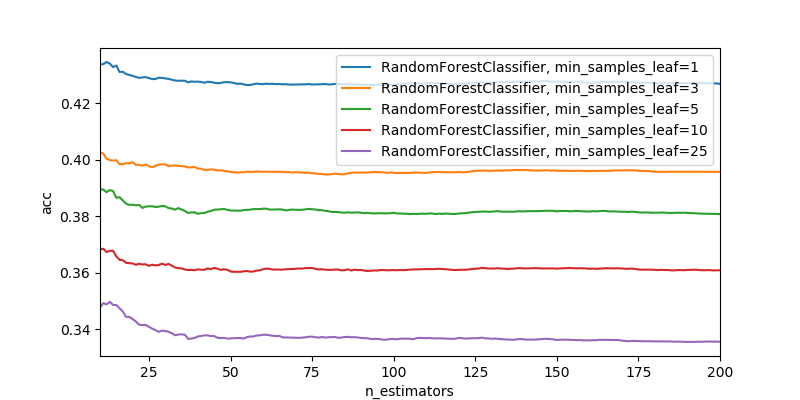 RandomForestClassifier, min_samples_leaf=1
RandomForestClassifier, min_samples_leaf=3
RandomForestClassifier, min_samples_leaf=5
RandomForestClassifier, min_samples_leaf=10
RandomForestClassifier, min_samples_leaf=25
acc
0.42
0.40
0.38
0.36
0.34
25 50 75 100 125 150 175 200
n_estimators